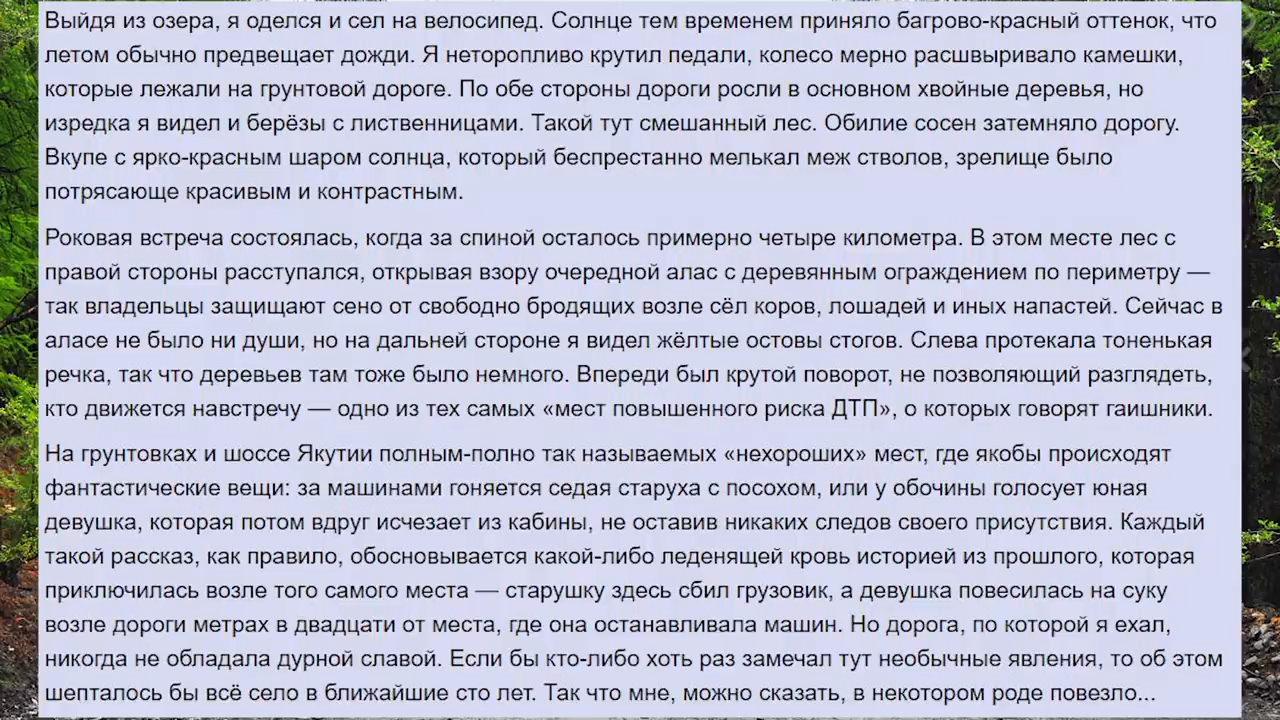 Выйдя из озера, я оделся и сел на велосипед. Солнце тем временем приняло багрово-красный оттенок, что
летом обычно предвещает дожди. Я неторопливо крутил педали, колесо мерно расшвыривало камешки,
которые лежали на грунтовой дороге. По обе стороны дороги росли в основном хвойные деревья, но
изредка я видел и берёзы с лиственницами. Такой тут смешанный лес. Обилие сосен затемняло дорогу.
Вкупе с ярко-красным шаром солнца, который беспрестанно мелькал меж стволов, зрелище было
потрясающе красивым и контрастным.
Роковая встреча состоялась, когда за спиной осталось примерно четыре километра. В этом месте лес с
правой стороны расступался, открывая взору очередной алас с деревянным ограждением по периметру —
так владельцы защищают сено от свободно бродящих возле сёл коров, лошадей и иных напастей. Сейчас в
аласе не было ни души, но на дальней стороне я видел жёлтые остовы стогов. Слева протекала тоненькая
речка, так что деревьев там тоже было немного. Впереди был крутой поворот, не позволяющий разглядеть,
кто движется навстречу — одно из тех самых «мест повышенного риска ДТП», о которых говорят гаишники.
На грунтовках и шоссе Якутии полным-полно так называемых «нехороших» мест, где якобы происходят
фантастические вещи: за машинами гоняется седая старуха с посохом, или у обочины голосует юная
девушка, которая потом вдруг исчезает из кабины, не оставив никаких следов своего присутствия. Каждый
такой рассказ, как правило, обосновывается какой-либо леденящей кровь историей из прошлого, которая
приключилась возле того самого места — старушку здесь сбил грузовик, а девушка повесилась на суку
возле дороги метрах в двадцати от места, где она останавливала машин. Но дорога, по которой я ехал,
никогда не обладала дурной славой. Если бы кто-либо хоть раз замечал тут необычные явления, то об этом
шепталось бы всё село в ближайшие сто лет. Так что мне, можно сказать, в некотором роде повезло...